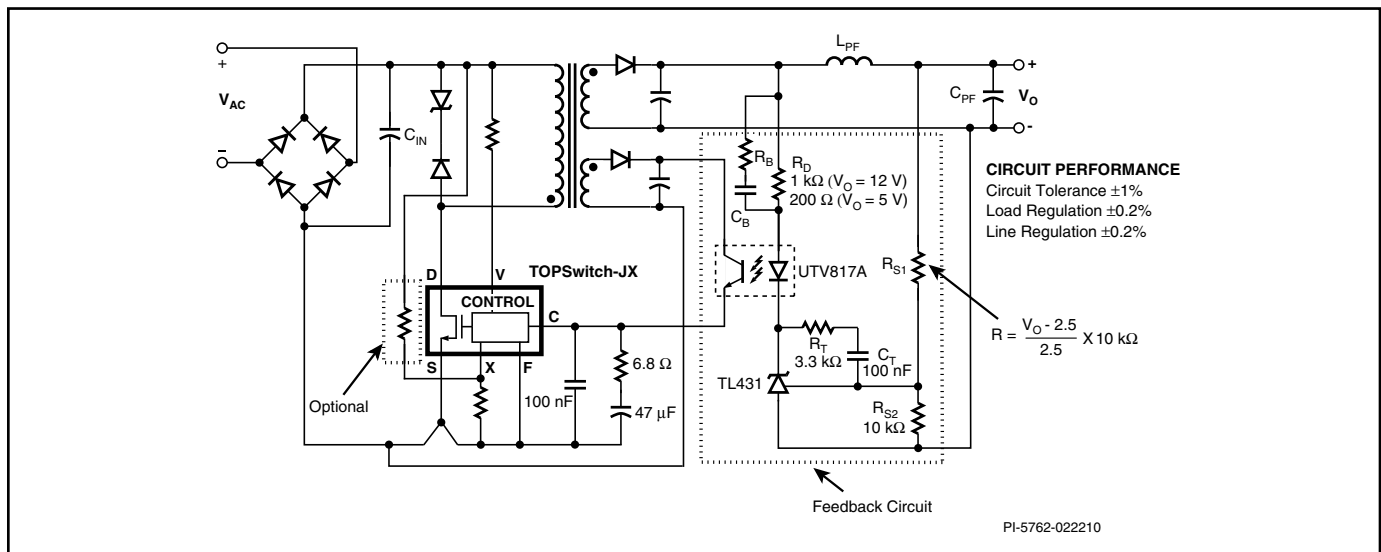 +
V_AC
–
C_IN
L_PF
+
C_PF
V_O
-
R_B
R_D
1 kΩ (V_O = 12 V)
200 Ω (V_O = 5 V)
C_B
CIRCUIT PERFORMANCE
Circuit Tolerance ±1%
Load Regulation ±0.2%
Line Regulation ±0.2%
D
V
TOPSwitch-JX
CONTROL
C
S
X
F
UTV817A
R_S1
R = (V_O - 2.5) / 2.5 X 10 kΩ
R_T
3.3 kΩ
C_T
100 nF
6.8 Ω
TL431
Optional
100 nF
47 μF
R_S2
10 kΩ
Feedback Circuit
PI-5762-022210